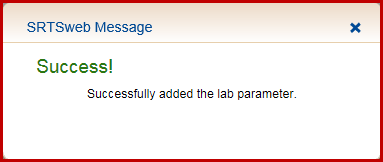 SRTSweb Message
Success!
Successfully added the lab parameter.